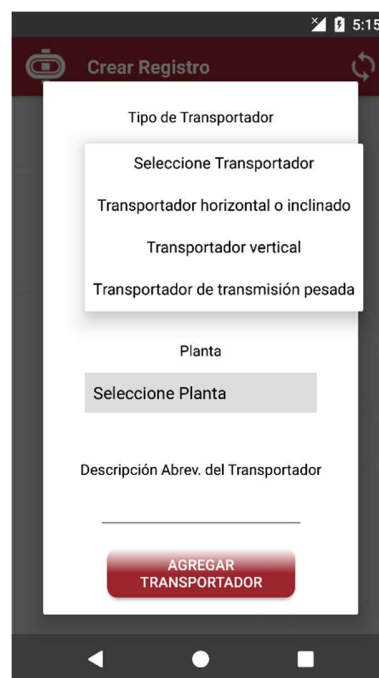 5:15
Crear Registro
Tipo de Transportador
Seleccione Transportador
Transportador horizontal o inclinado
Transportador vertical
Transportador de transmisión pesada
Planta
Seleccione Planta
Descripción Abrev. del Transportador
AGREGAR
TRANSPORTADOR